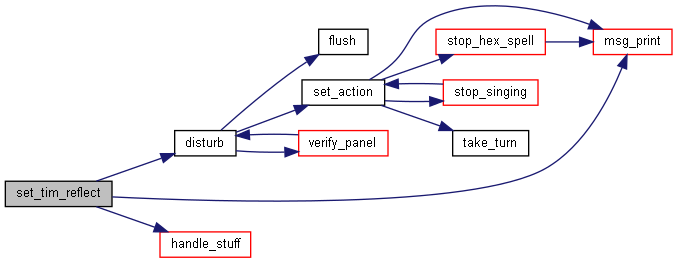 flush
stop_hex_spell
msg_print
set_action
stop_singing
disturb
verify_panel
take_turn
set_tim_reflect
handle_stuff